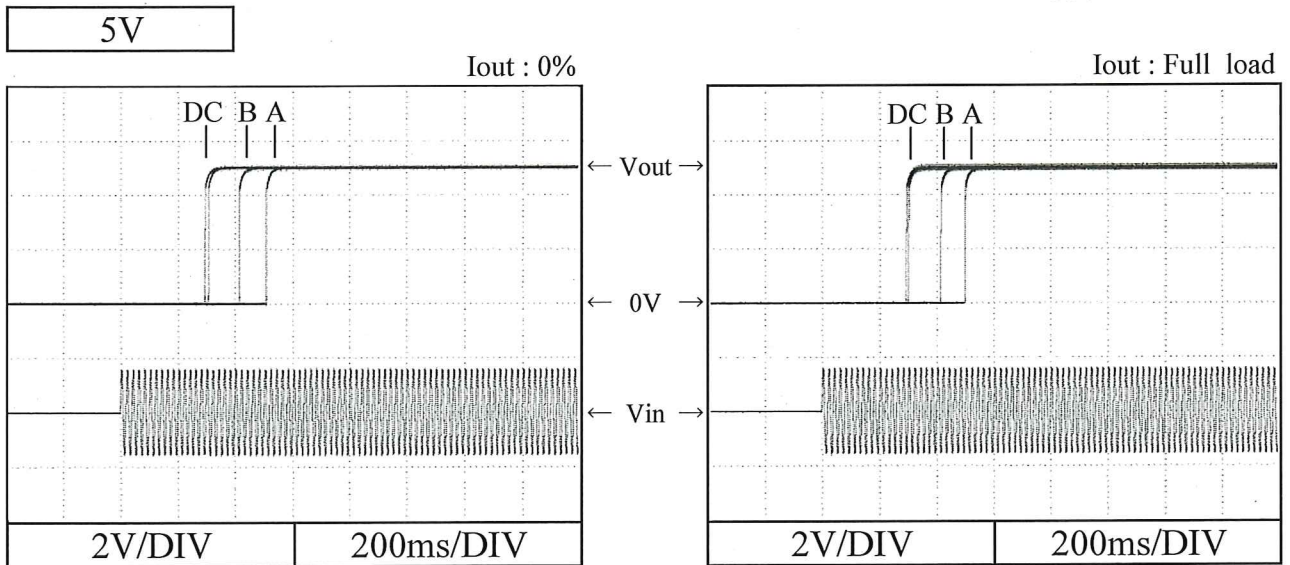 5V
Iout : 0%
DC B A
2V/DIV 200ms/DIV
← Vout →
← 0V →
← Vin →
Iout : Full load
DC B A
2V/DIV 200ms/DIV